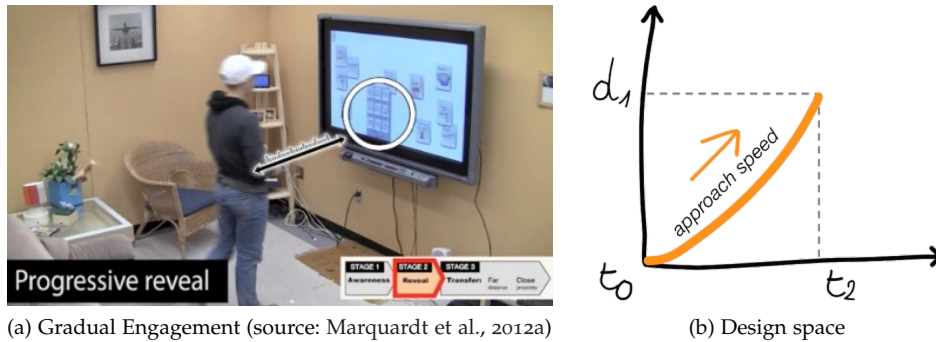 Progressive reveal
STAGE 1
Awareness
STAGE 2
Reveal
STAGE 3
Transfer
Far
distance
Close
proximity
(a) Gradual Engagement (source: Marquardt et al., 2012a)
d1
approach speed
t0
t2
(b) Design space